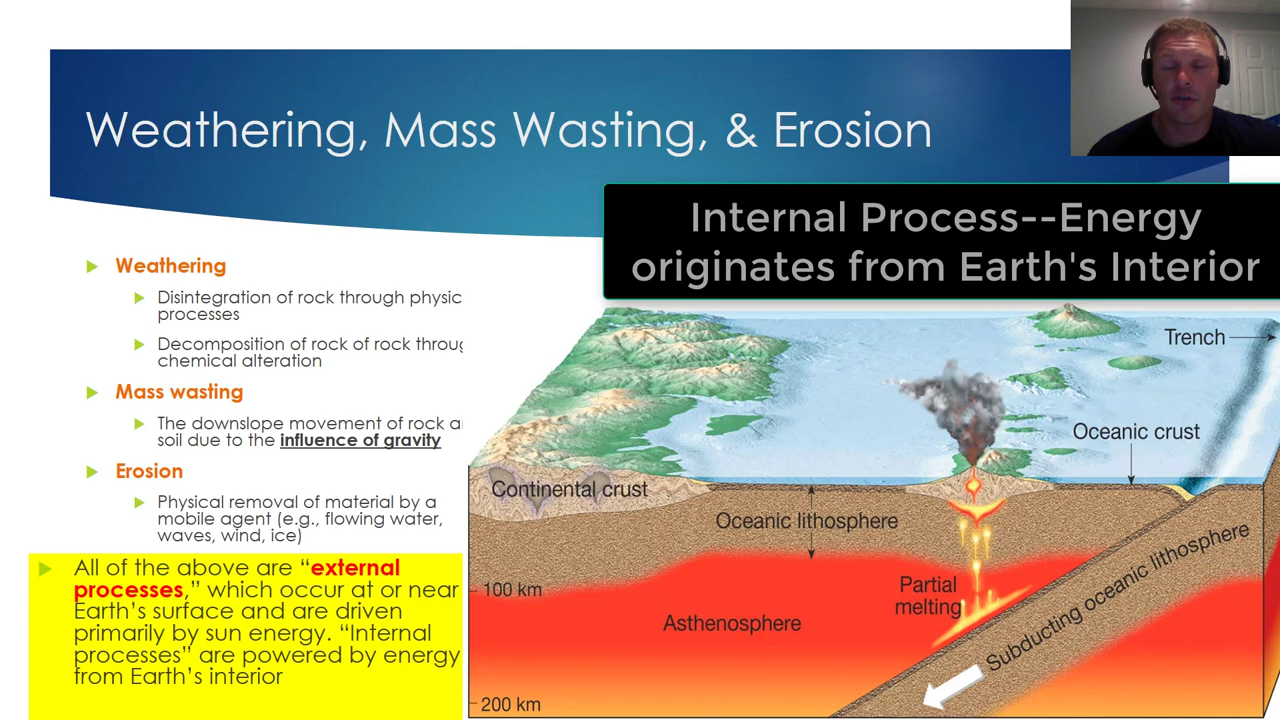 Weathering, Mass Wasting, & Erosion
Internal Process--Energy
originates from Earth's Interior
Weathering
Disintegration of rock through physic
processes
Decomposition of rock of rock throug
chemical alteration
Mass wasting
The downslope movement of rock a
soil due to the influence of gravity
Erosion
Physical removal of material by a
mobile agent (e.g., flowing water,
waves, wind, ice)
All of the above are “external
processes,” which occur at or near
Earth’s surface and are driven
primarily by sun energy. “Internal
processes” are powered by energy
from Earth’s interior
Trench
Oceanic crust
Continental crust
Oceanic lithosphere
100 km
Partial
melting
Asthenosphere
Subducting oceanic lithosphere
200 km